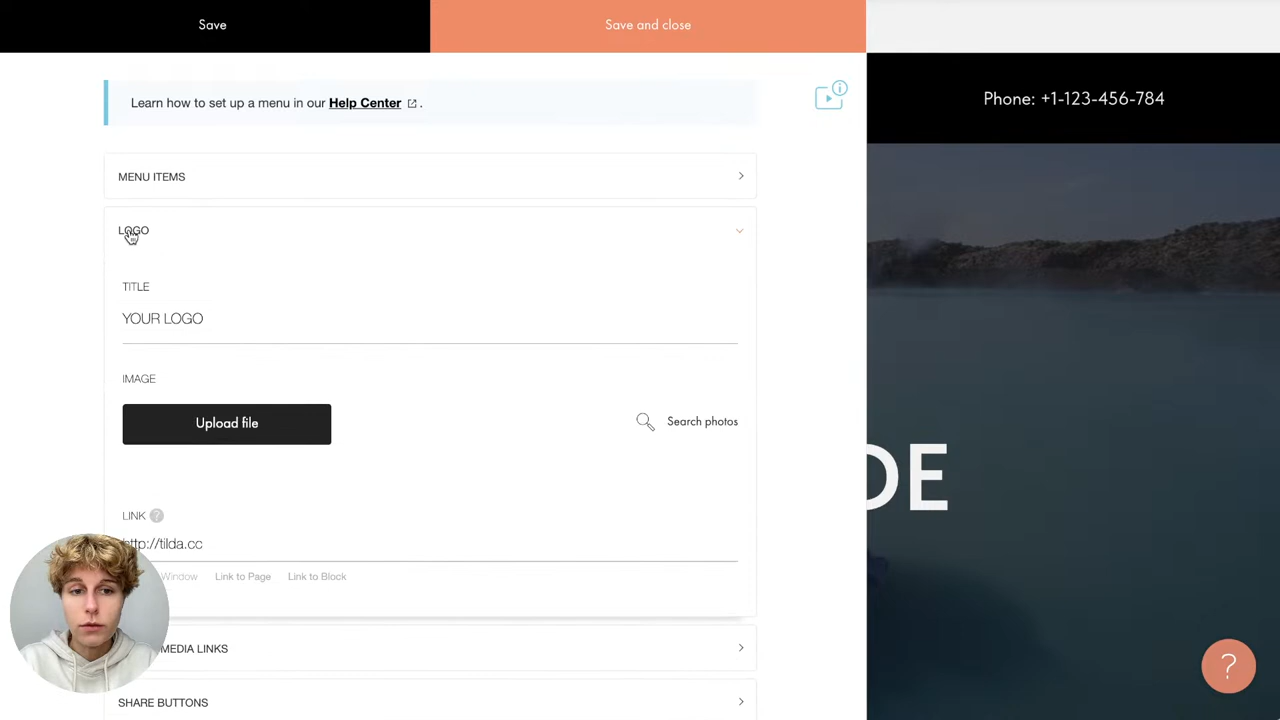 Save
Save and close
Learn how to set up a menu in our Help Center .
Phone: +1-123-456-784
MENU ITEMS
LOGO
TITLE
YOUR LOGO
IMAGE
Upload file
Search photos
DE
LINK ?
http://tilda.cc
Window Link to Page Link to Block
MEDIA LINKS
SHARE BUTTONS
?